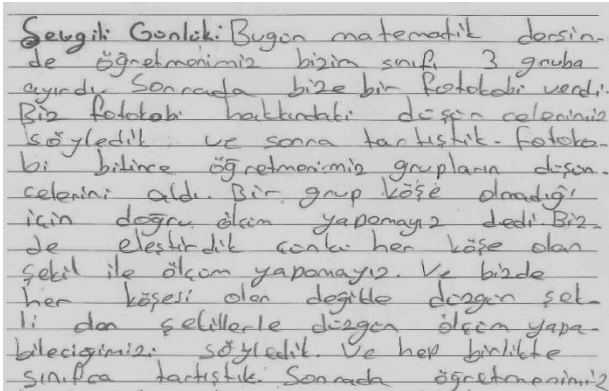 Sevgili Günlük: Bugün matematik dersin-
de öğretmenimiz bizim sınıfı 3 gruba
ayırdı. Sonrada bize bir fotokobi verdi.
Biz fotokobi hakkındaki düşün celerimizi
söyledik ve sonra tartıştık. Fotoko-
bi bitince öğretmenimiz grupların düşün-
celerini aldı. Bir grup köşe olmadığı
için doğru ölçüm yapamayız dedi. Biz-
de eleştirdik çünkü her köşe olan
şekil ile ölçüm yapamayız. Ve bizde
her köşesi olan değilde düzgün şek-
li olan şekillerle düzgün ölçüm yapa-
bileceğimizi söyledik. Ve hep birlikte
sınıfça tartıştık. Sonrada öğretmenimiz